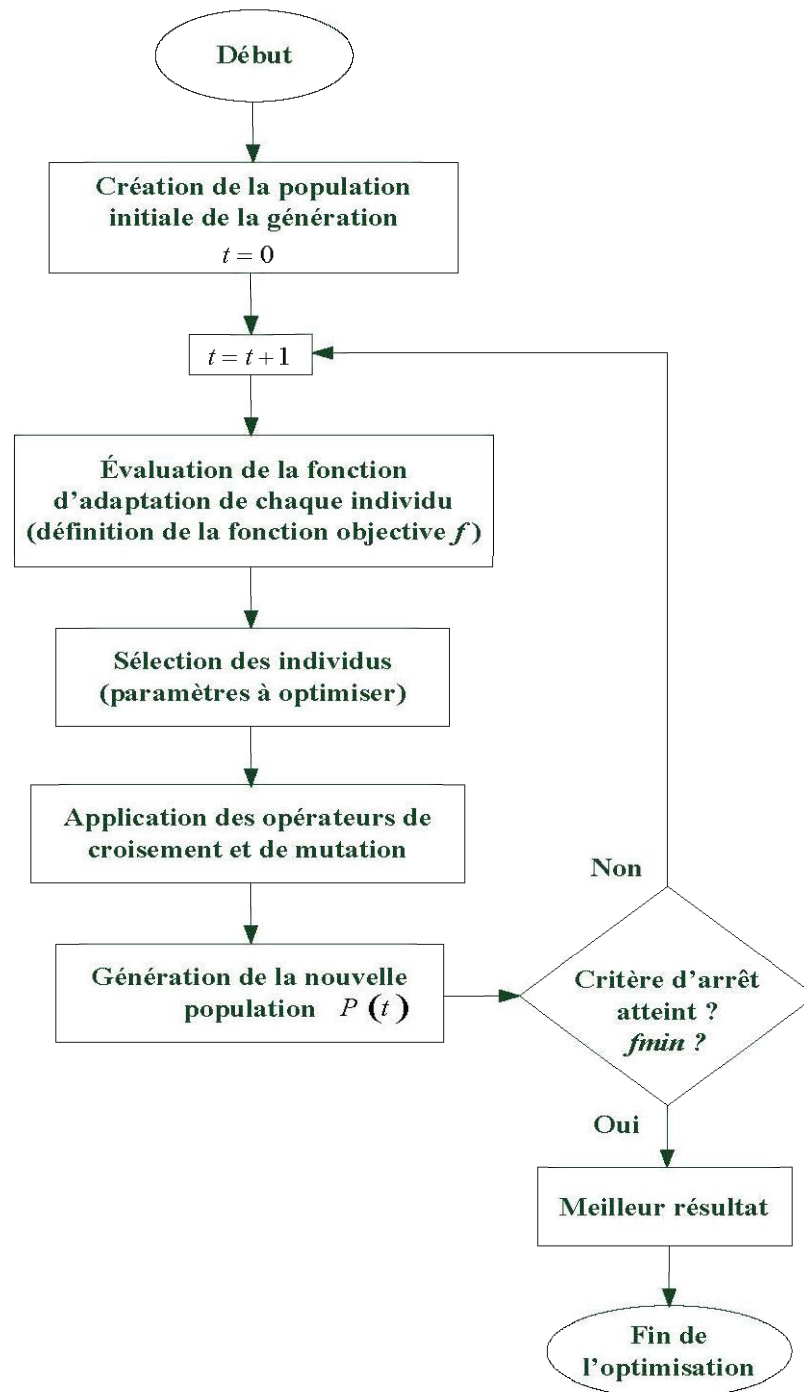 Début
Création de la population
initiale de la génération
t = 0
t = t + 1
Évaluation de la fonction
d'adaptation de chaque individu
(définition de la fonction objective f )
Sélection des individus
(paramètres à optimiser)
Application des opérateurs de
croisement et de mutation
Génération de la nouvelle
population P (t)
Non
Critère d'arrêt
atteint ?
fmin ?
Oui
Meilleur résultat
Fin de
l'optimisation